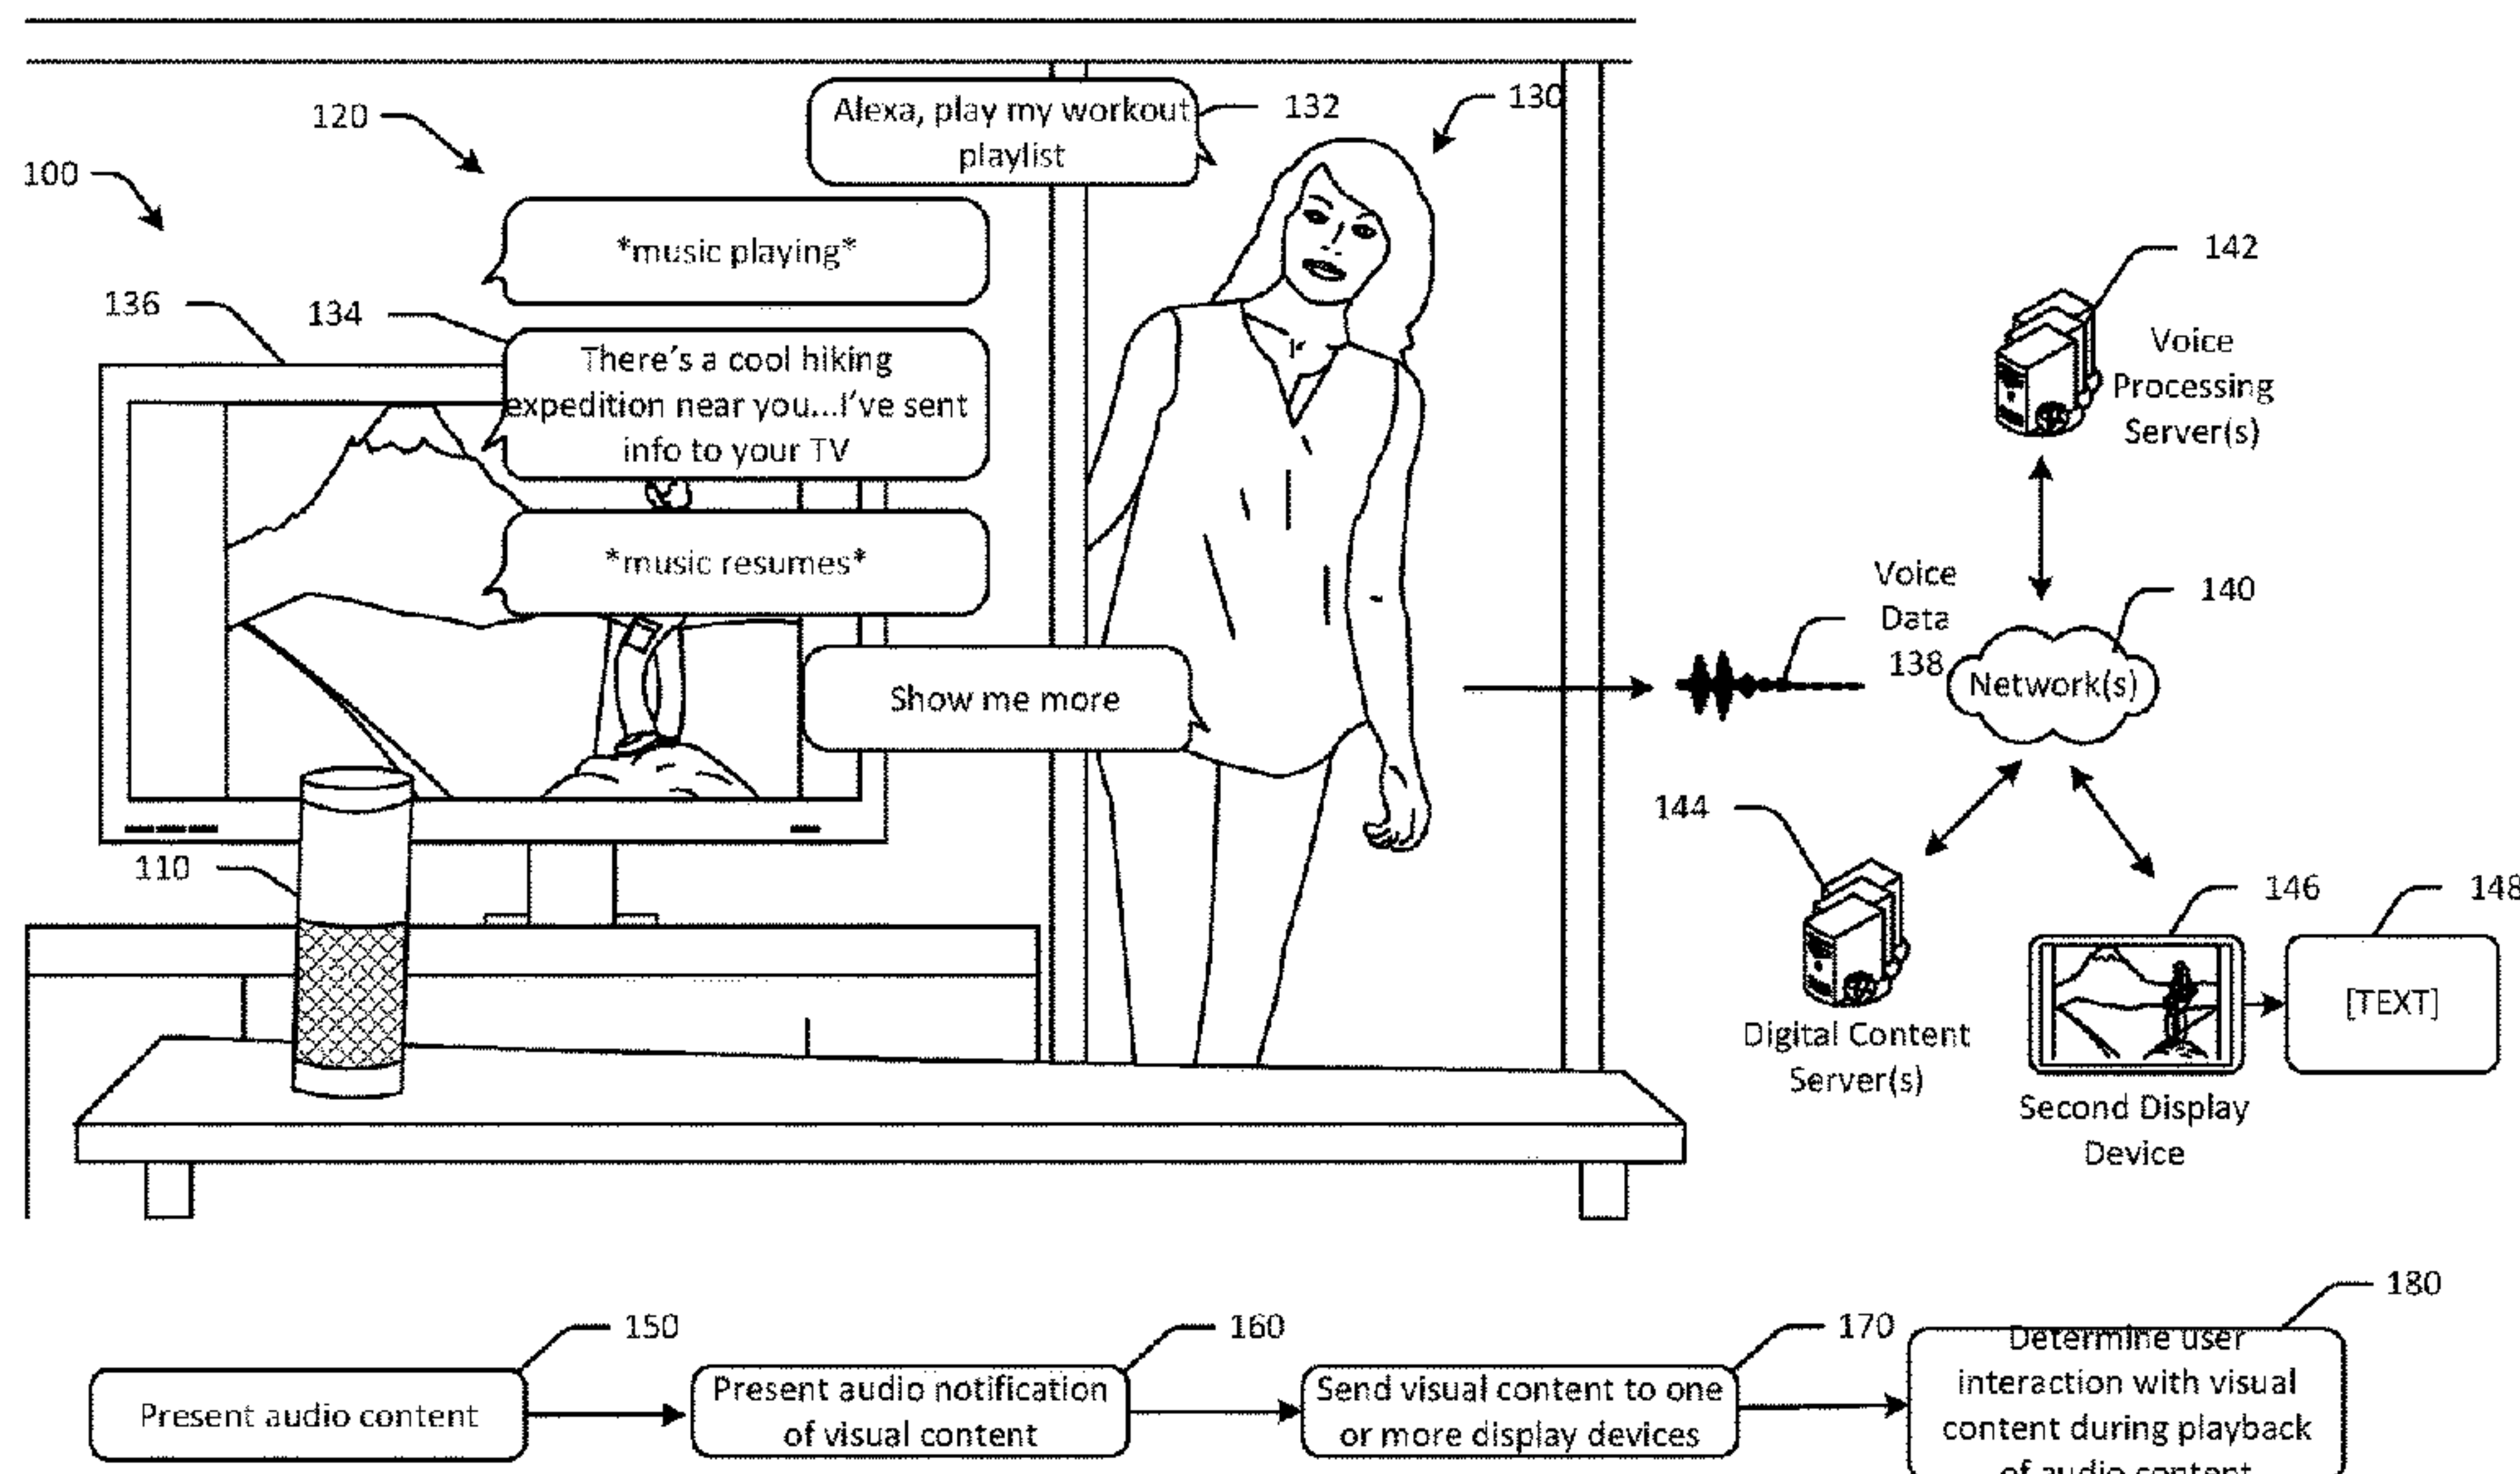 120
Alexa, play my workout
playlist
132
130
100
*music playing*
136
134
There's a cool hiking
expedition near you...I've sent
info to your TV
*music resumes*
Show me more
110
142
Voice
Processing
Server(s)
Voice
Data
138
140
Network(s)
144
Digital Content
Server(s)
146
148
[TEXT]
Second Display
Device
150
Present audio content
160
Present audio notification
of visual content
170
Send visual content to one
or more display devices
180
Determine user
interaction with visual
content during playback
of audio content